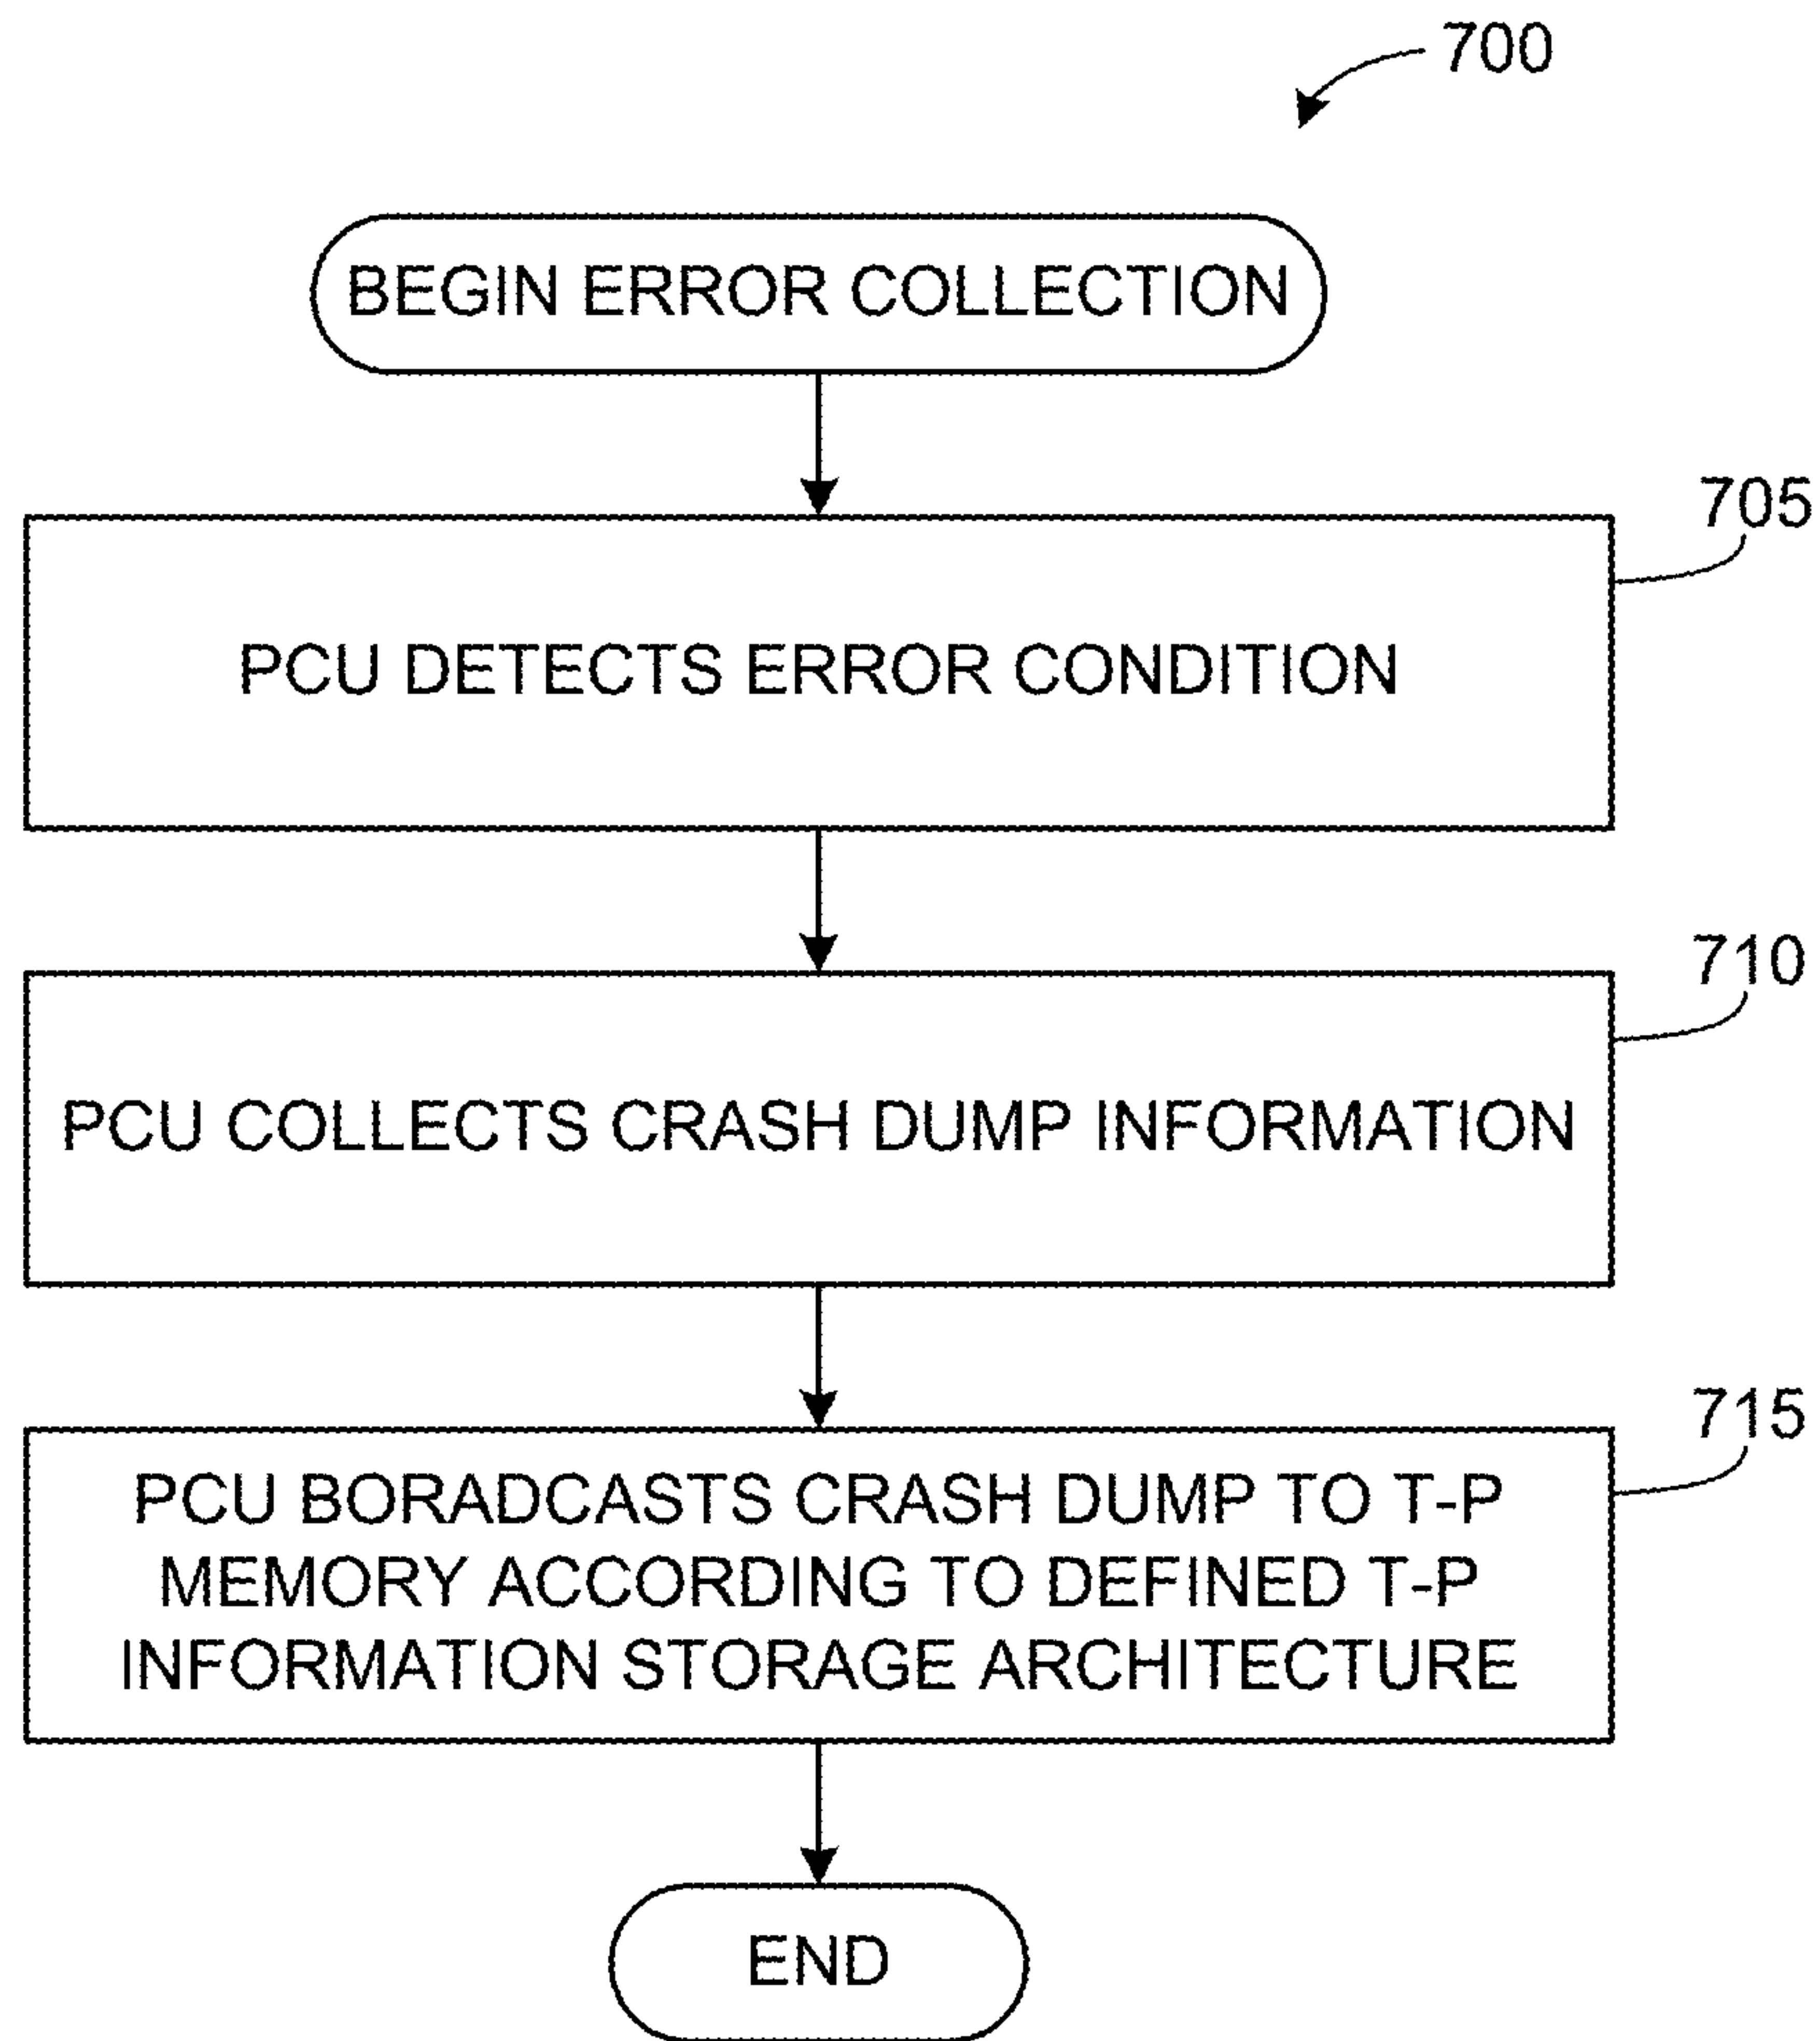 700
BEGIN ERROR COLLECTION
705
PCU DETECTS ERROR CONDITION
710
PCU COLLECTS CRASH DUMP INFORMATION
715
PCU BORADCASTS CRASH DUMP TO T-P
MEMORY ACCORDING TO DEFINED T-P
INFORMATION STORAGE ARCHITECTURE
END